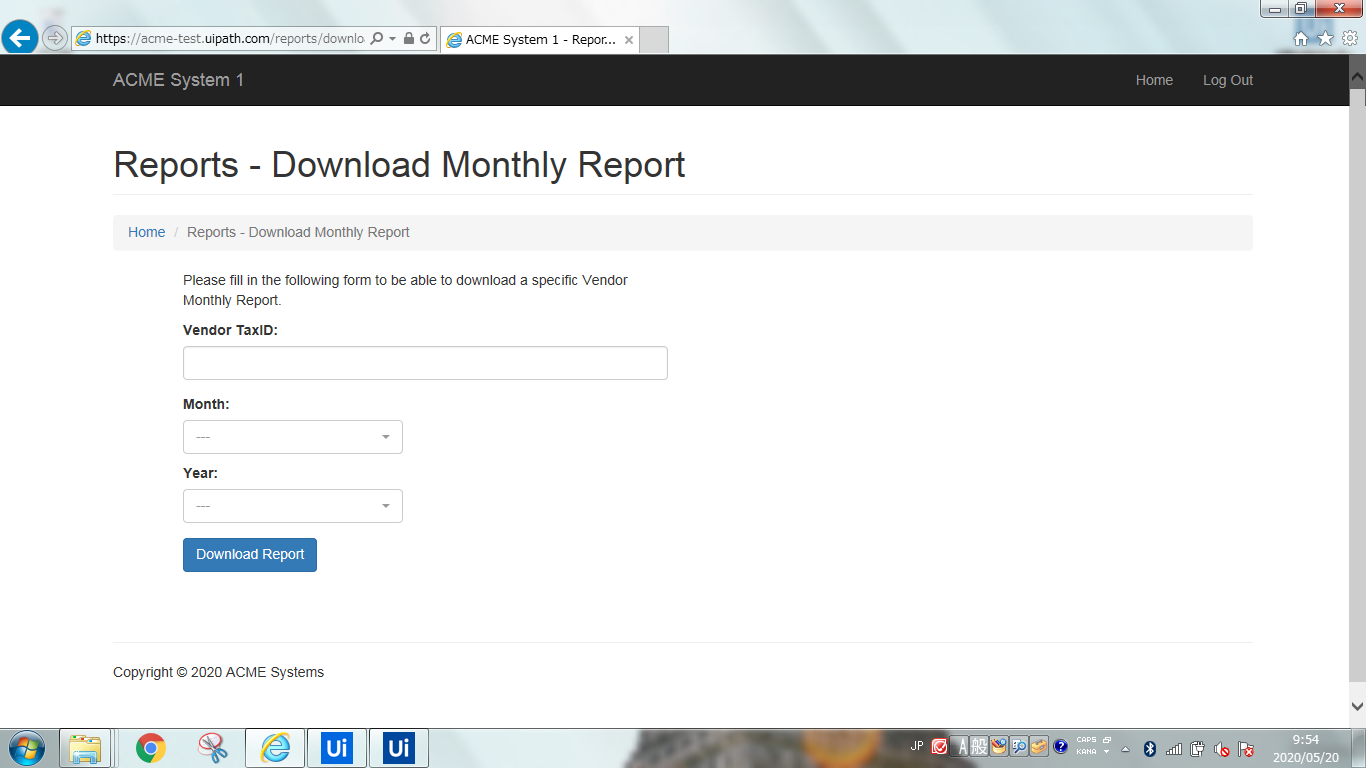 https://acme-test.uipath.com/reports/downlo
ACME System 1 - Repor...
ACME System 1
Home
Log Out
Reports - Download Monthly Report
Home / Reports - Download Monthly Report
Please fill in the following form to be able to download a specific Vendor
Monthly Report.
Vendor TaxID:
Month:
---
Year:
---
Download Report
Copyright © 2020 ACME Systems
Ui
Ui
JP
A
般
CAPS
KANA
9:54
2020/05/20